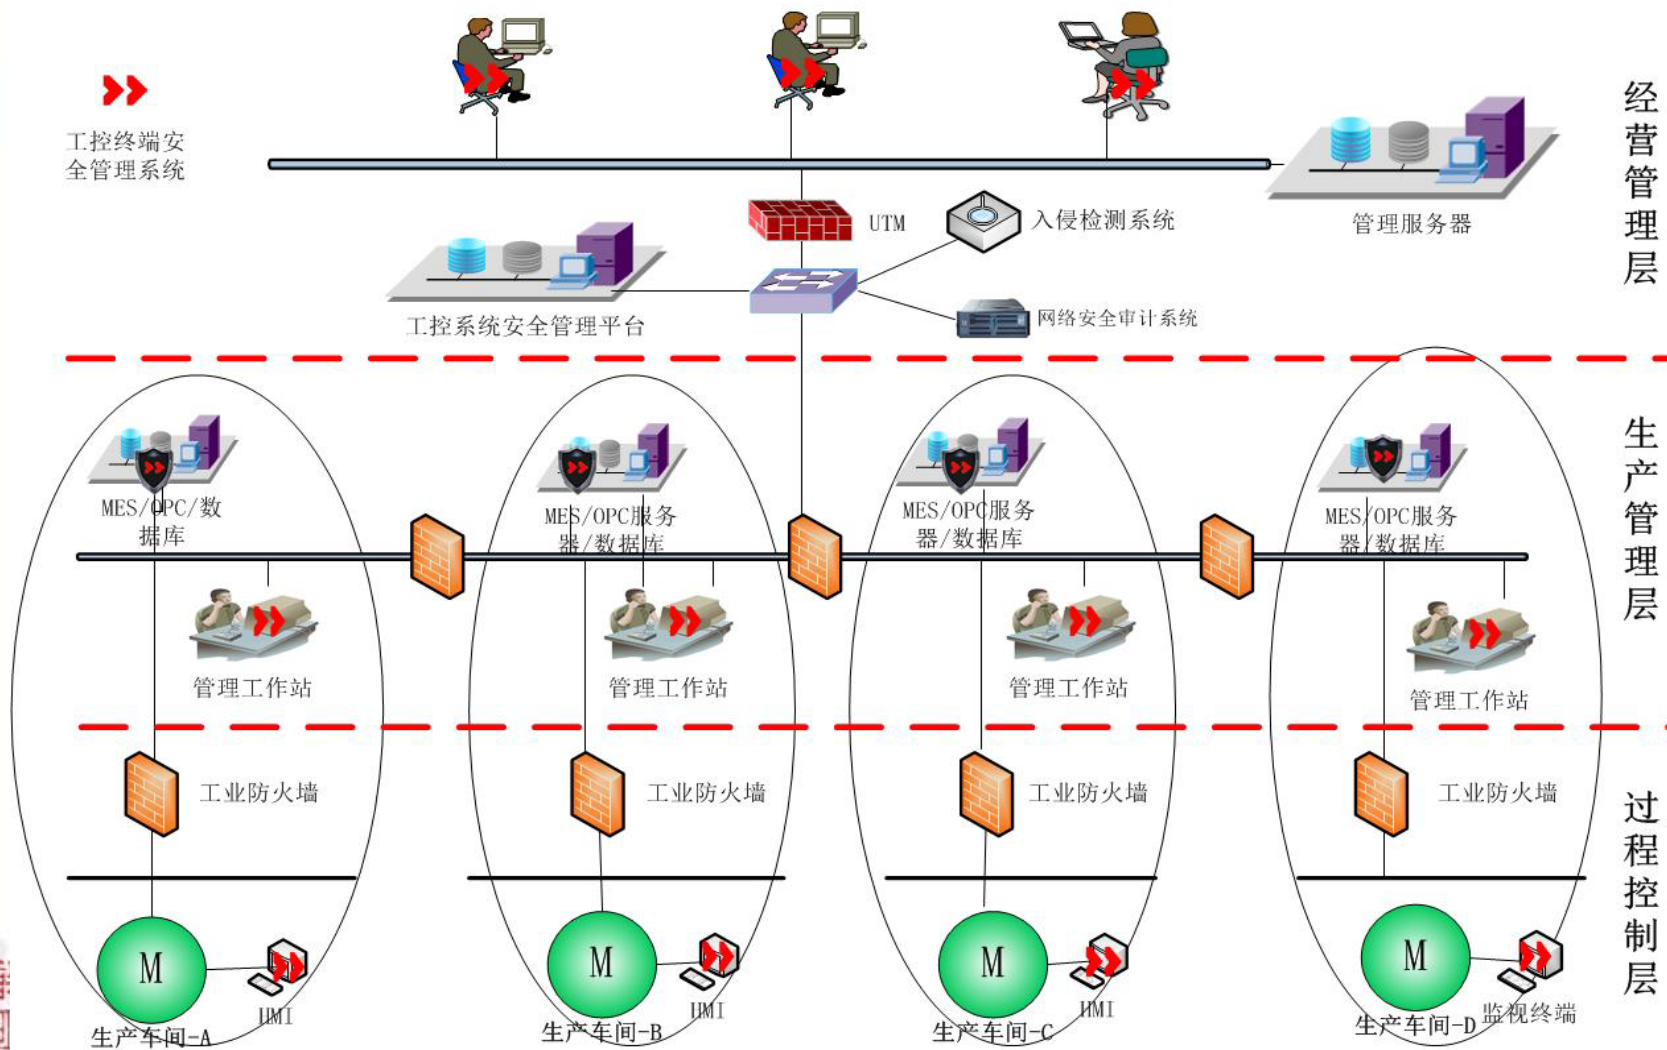 工控终端安
全管理系统
UTM
入侵检测系统
管理服务器
工控系统安全管理平台
网络安全审计系统
经营管理层
MES/OPC/数
据库
MES/OPC服务
器/数据库
MES/OPC服务
器/数据库
MES/OPC服务
器/数据库
管理工作站
管理工作站
管理工作站
管理工作站
生产管理层
工业防火墙
工业防火墙
工业防火墙
工业防火墙
过程控制层
M
M
M
M
HMI
HMI
HMI
监视终端
生产车间-A
生产车间-B
生产车间-C
生产车间-D